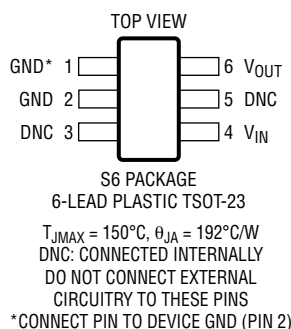 TOP VIEW
GND* 1
GND 2
DNC 3
6 VOUT
5 DNC
4 VIN
S6 PACKAGE
6-LEAD PLASTIC TSOT-23
TJMAX = 150°C, θJA = 192°C/W
DNC: CONNECTED INTERNALLY
DO NOT CONNECT EXTERNAL
CIRCUITRY TO THESE PINS
*CONNECT PIN TO DEVICE GND (PIN 2)